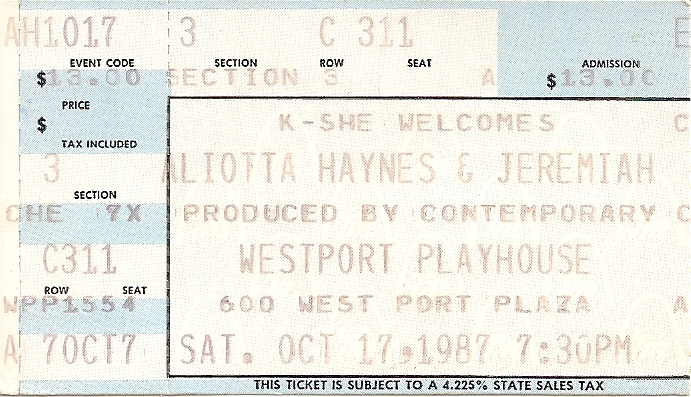 AH1017 3 C 311 E
EVENT CODE SECTION ROW SEAT ADMISSION
$13.00 SECTION 3 A $13.00
PRICE
$
K-SHE WELCOMES C
TAX INCLUDED
3 ALIOTTA HAYNES & JEREMIAH
SECTION
CHE 7X PRODUCED BY CONTEMPORARY C
C311 WESTPORT PLAYHOUSE
ROW SEAT
WPP1554 600 WEST PORT PLAZA A
A 7OCT7 SAT. OCT 17,1987 7:30PM
THIS TICKET IS SUBJECT TO A 4.225% STATE SALES TAX